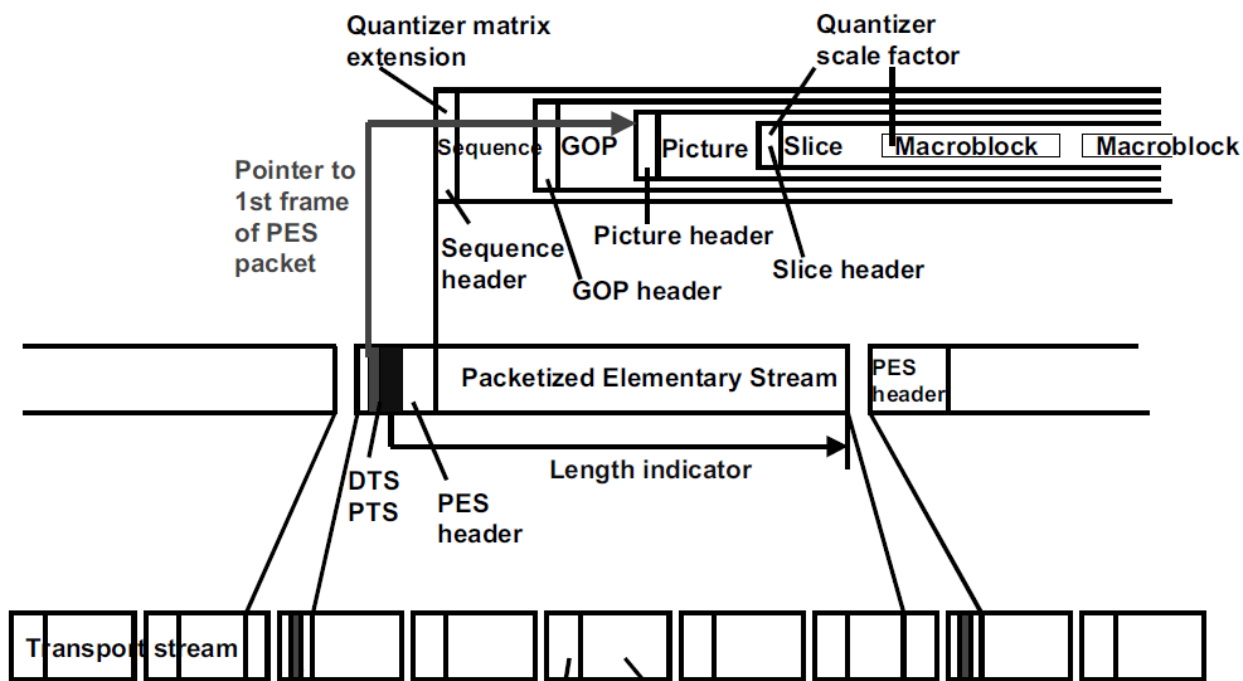 Quantizer matrix
extension
Quantizer
scale factor
Sequence
GOP
Picture
Slice
Macroblock
Macroblock
Pointer to
1st frame
of PES
packet
Sequence
header
GOP header
Picture header
Slice header
Packetized Elementary Stream
PES
header
Length indicator
DTS
PTS
PES
header
Transport stream